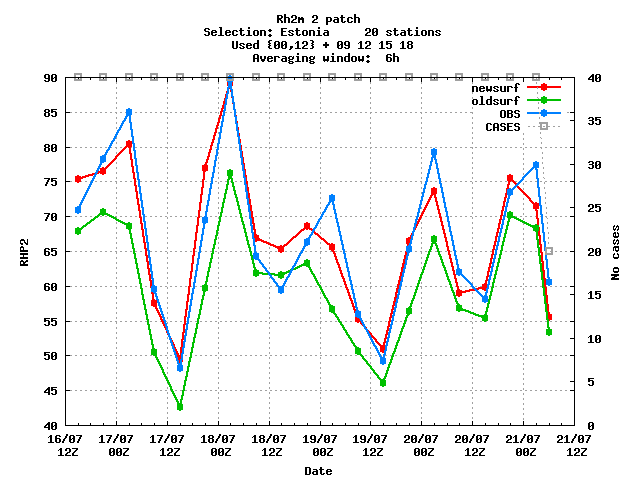 Rh2m 2 patch
Selection: Estonia 20 stations
Used {00,12} + 09 12 15 18
Averaging window: 6h
newsurf
oldsurf
OBS
CASES
90
85
80
75
70
65
60
55
50
45
40
RHP2
40
35
30
25
20
15
10
5
0
No cases
16/07 17/07 17/07 18/07 18/07 19/07 19/07 20/07 20/07 21/07 21/07
12Z 00Z 12Z 00Z 12Z 00Z 12Z 00Z 12Z 00Z 12Z
Date